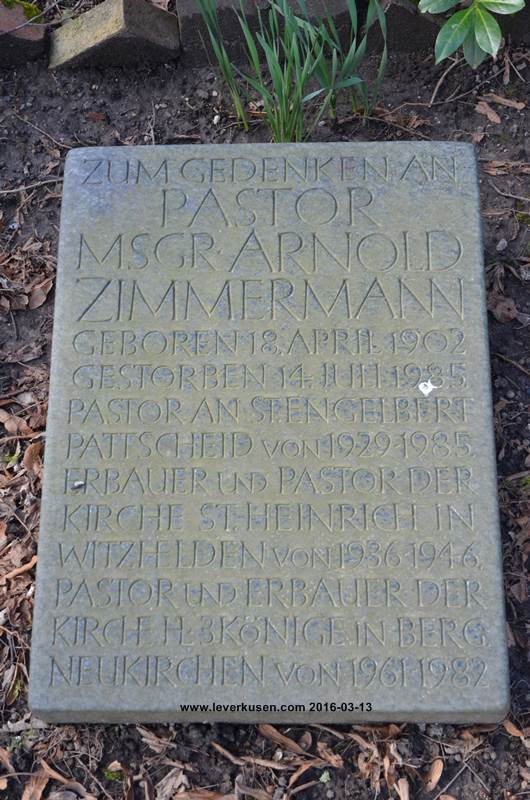 ZUM GEDENKEN AN
PASTOR
MSGR· ARNOLD
ZIMMERMANN
GEBOREN 18. APRIL 1902
GESTORBEN 14. JULI 1985
PASTOR AN ST. ENGELBERT
PATTSCHEID VON 1929-1985.
ERBAUER UND PASTOR DER
KIRCHE ST. HEINRICH IN
WITZHELDEN VON 1936-1946,
PASTOR UND ERBAUER DER
KIRCHE HL. 3KÖNIGE IN BERG.
NEUKIRCHEN VON 1961-1982
www.leverkusen.com 2016-03-13